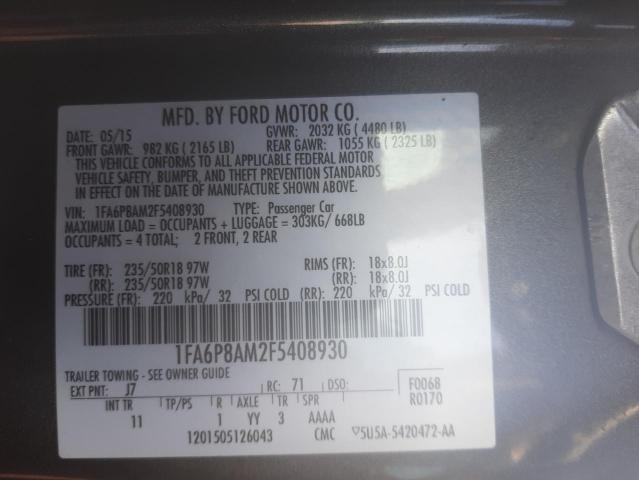 MFD. BY FORD MOTOR CO.
DATE: 05/15 GVWR: 2032 KG ( 4480 LB)
FRONT GAWR: 982 KG ( 2165 LB) REAR GAWR: 1055 KG ( 2325 LB)
THIS VEHICLE CONFORMS TO ALL APPLICABLE FEDERAL MOTOR
VEHICLE SAFETY, BUMPER, AND THEFT PREVENTION STANDARDS
IN EFFECT ON THE DATE OF MANUFACTURE SHOWN ABOVE.
VIN: 1FA6P8AM2F5408930 TYPE: Passenger Car
MAXIMUM LOAD = OCCUPANTS + LUGGAGE = 303KG/ 668LB
OCCUPANTS = 4 TOTAL; 2 FRONT, 2 REAR
TIRE (FR): 235/50R18 97W RIMS (FR): 18x8.0J
(RR): 235/50R18 97W (RR): 18x8.0J
PRESSURE (FR): 220 kPa/ 32 PSI COLD (RR): 220 kPa/ 32 PSI COLD
1FA6P8AM2F5408930
TRAILER TOWING - SEE OWNER GUIDE
EXT PNT: J7 RC: 71 DSO: F0068
R0170
INT TR TP/PS R AXLE TR SPR
11 1 YY 3 AAAA
1201505126043 CMC ▽5U5A-5420472-AA